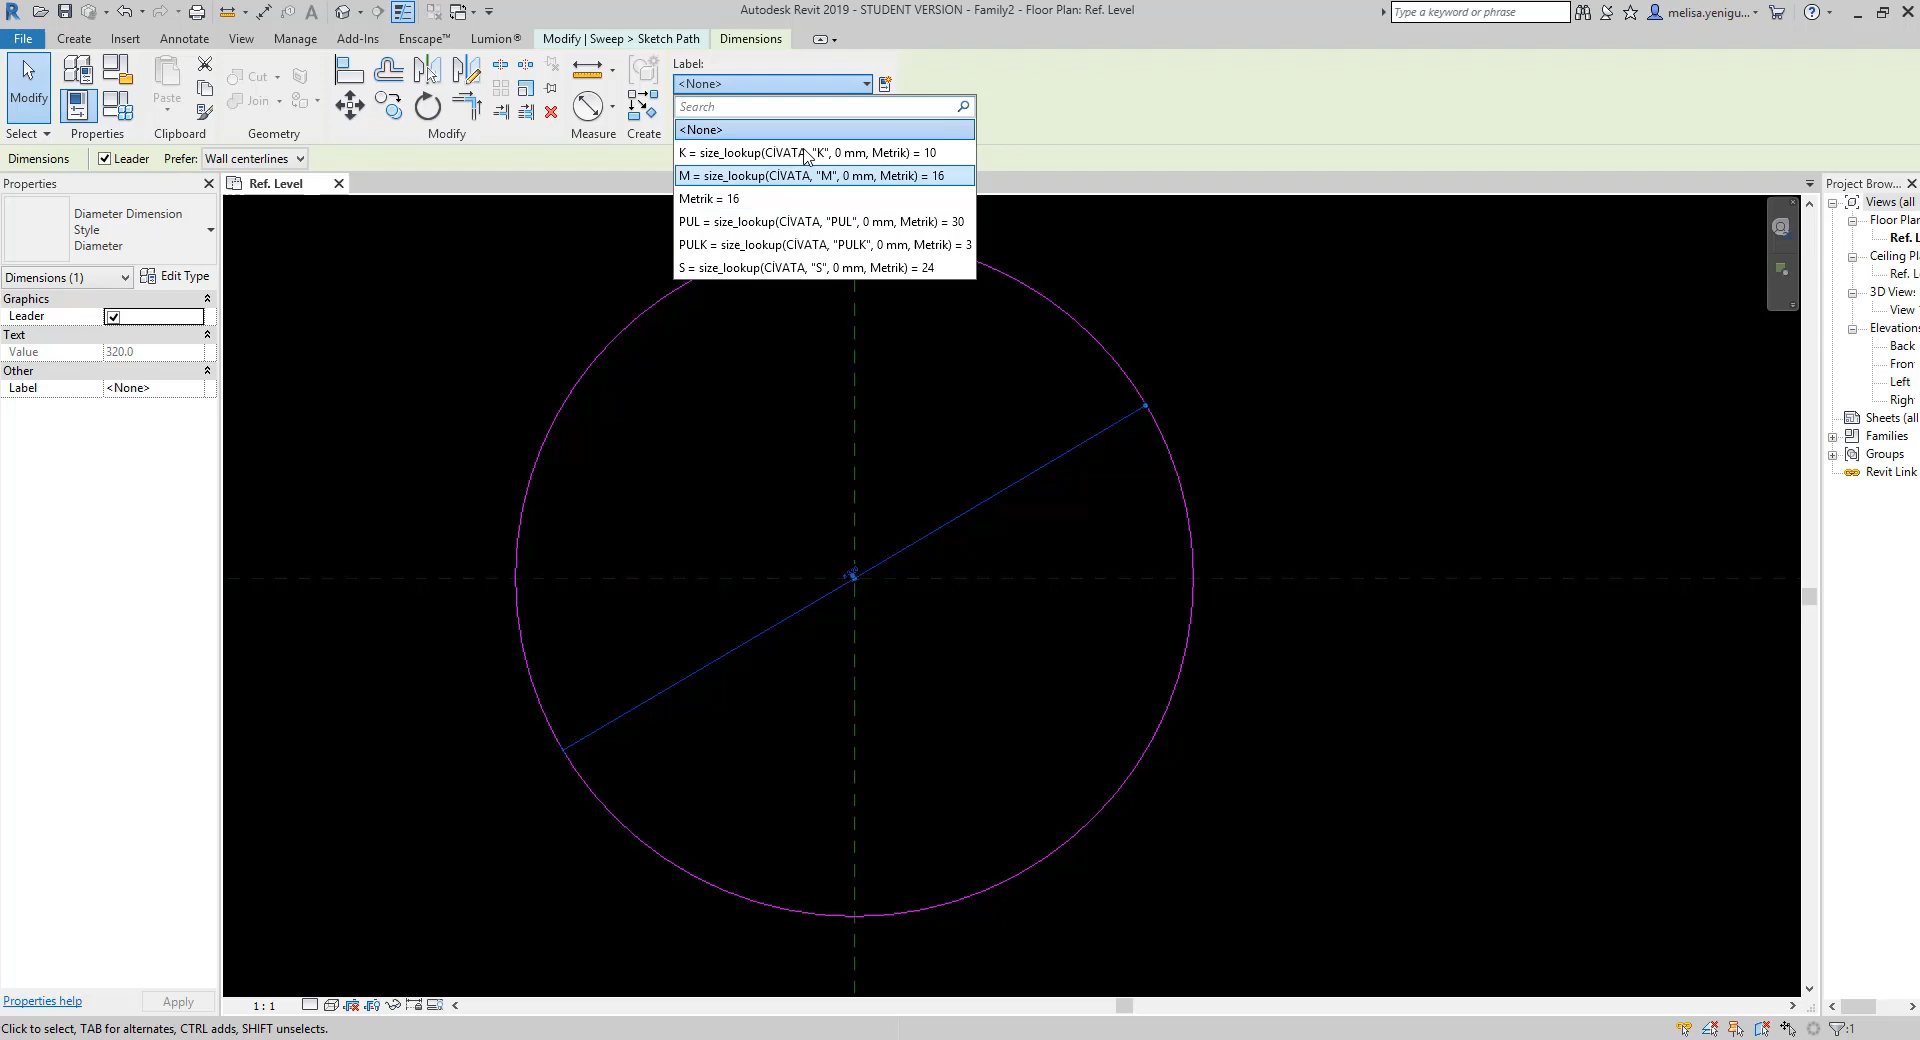 Autodesk Revit 2019 - STUDENT VERSION - Family2 - Floor Plan: Ref. Level
Type a keyword or phrase
melisa.yenigu...
File Create Insert Annotate View Manage Add-Ins Enscape™ Lumion® Modify | Sweep > Sketch Path Dimensions
Label:
<None>
Modify
Paste
Cut
Join
Select Properties Clipboard Geometry Modify Measure Create
Search
<None>
K = size_lookup(CİVATA, "K", 0 mm, Metrik) = 10
M = size_lookup(CİVATA, "M", 0 mm, Metrik) = 16
Metrik = 16
PUL = size_lookup(CİVATA, "PUL", 0 mm, Metrik) = 30
PULK = size_lookup(CİVATA, "PULK", 0 mm, Metrik) = 3
S = size_lookup(CİVATA, "S", 0 mm, Metrik) = 24
Dimensions Leader Prefer: Wall centerlines
Properties
Diameter Dimension
Style
Diameter
Dimensions (1) Edit Type
Graphics
Leader
Text
Value 320.0
Other
Label <None>
Properties help Apply
Ref. Level
Project Brow...
Views (all
Floor Plan
Ref. L
Ceiling Pl
Ref. L
3D Views
View
Elevations
Back
Fron
Left
Righ
Sheets (all
Families
Groups
Revit Link
1 : 1
Click to select, TAB for alternates, CTRL adds, SHIFT unselects.
:1